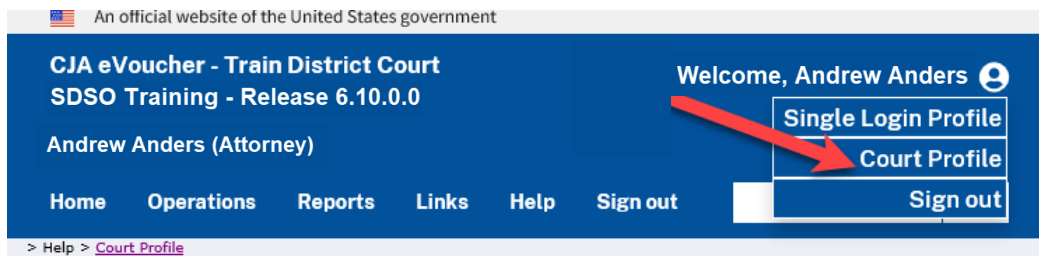 An official website of the United States government
CJA eVoucher - Train District Court
SDSO Training - Release 6.10.0.0
Welcome, Andrew Anders
Single Login Profile
Court Profile
Sign out
Andrew Anders (Attorney)
Home Operations Reports Links Help Sign out
> Help > Court Profile